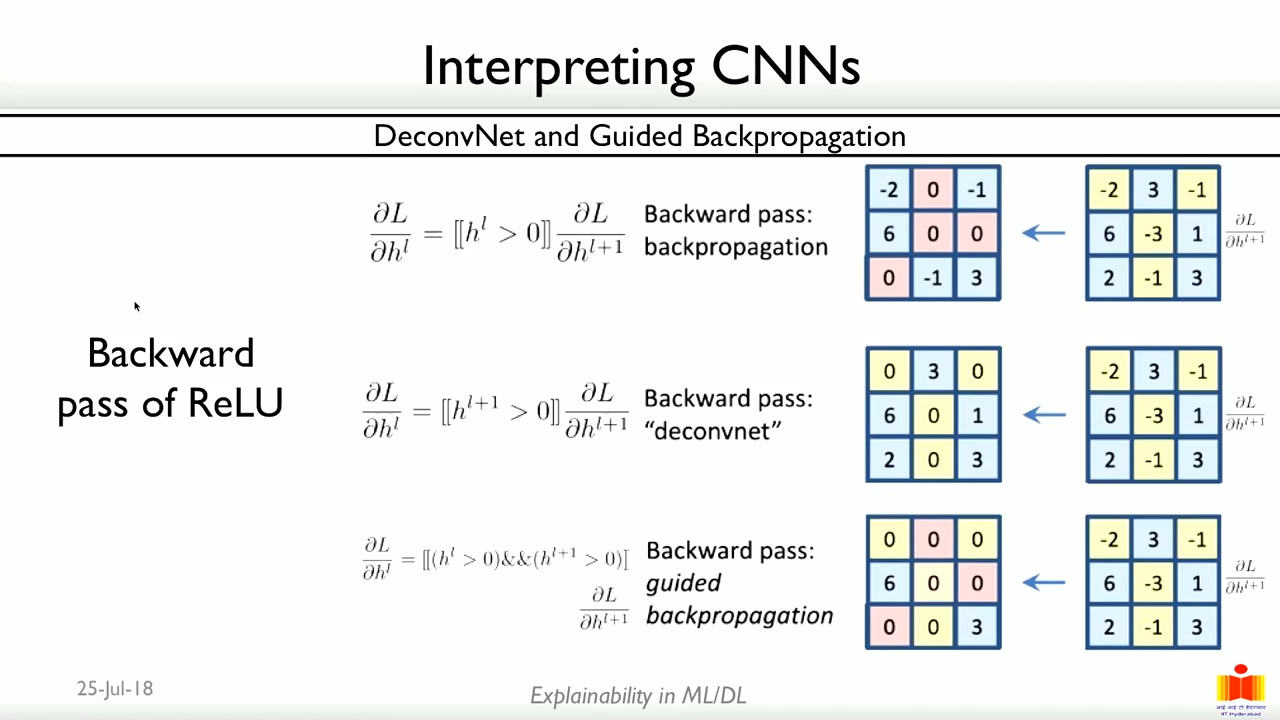 Interpreting CNNs
DeconvNet and Guided Backpropagation
Backward
pass of ReLU
∂L/∂h^l = [[h^l > 0]] ∂L/∂h^{l+1}
Backward pass:
backpropagation
-2 0 -1
6 0 0
0 -1 3
←
-2 3 -1
6 -3 1
2 -1 3
∂L/∂h^{l+1}
∂L/∂h^l = [[h^{l+1} > 0]] ∂L/∂h^{l+1}
Backward pass:
“deconvnet”
0 3 0
6 0 1
2 0 3
←
-2 3 -1
6 -3 1
2 -1 3
∂L/∂h^{l+1}
∂L/∂h^l = [[(h^l > 0)&&(h^{l+1} > 0)]
∂L/∂h^{l+1}
Backward pass:
guided
backpropagation
0 0 0
6 0 0
0 0 3
←
-2 3 -1
6 -3 1
2 -1 3
∂L/∂h^{l+1}
25-Jul-18
Explainability in ML/DL
IIT Hyderabad